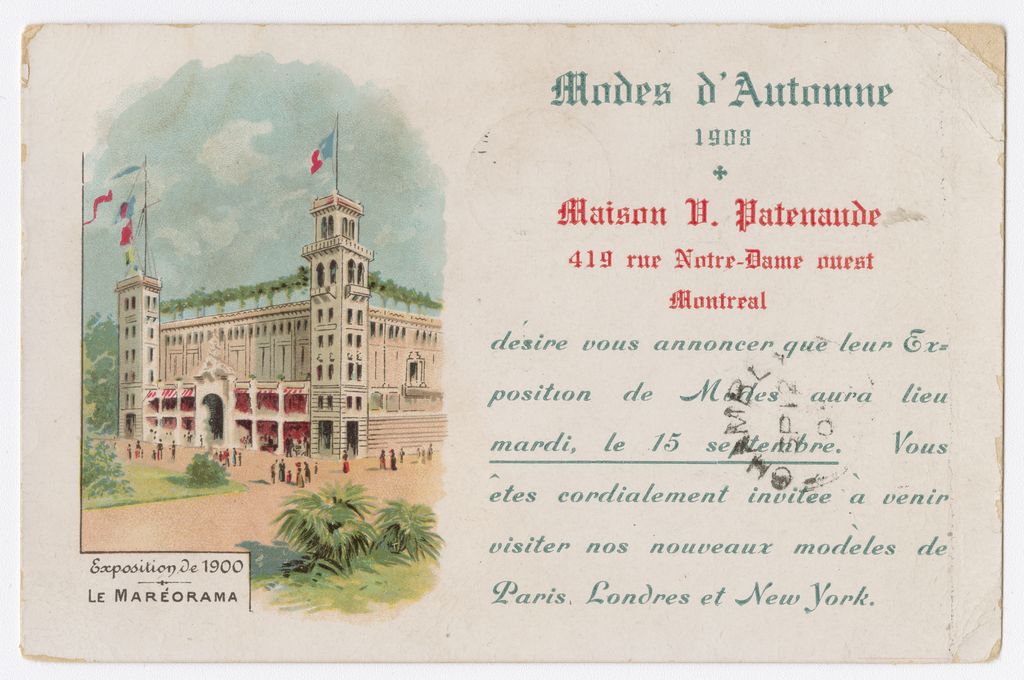 Modes d'Automne
1908
Maison V. Patenaude
419 rue Notre-Dame ouest
Montreal
désire vous annoncer que leur Ex=
position de Modes aura lieu
mardi, le 15 septembre. Vous
êtes cordialement invitée à venir
visiter nos nouveaux modèles de
Paris, Londres et New York.
Exposition de 1900
LE MARÉORAMA